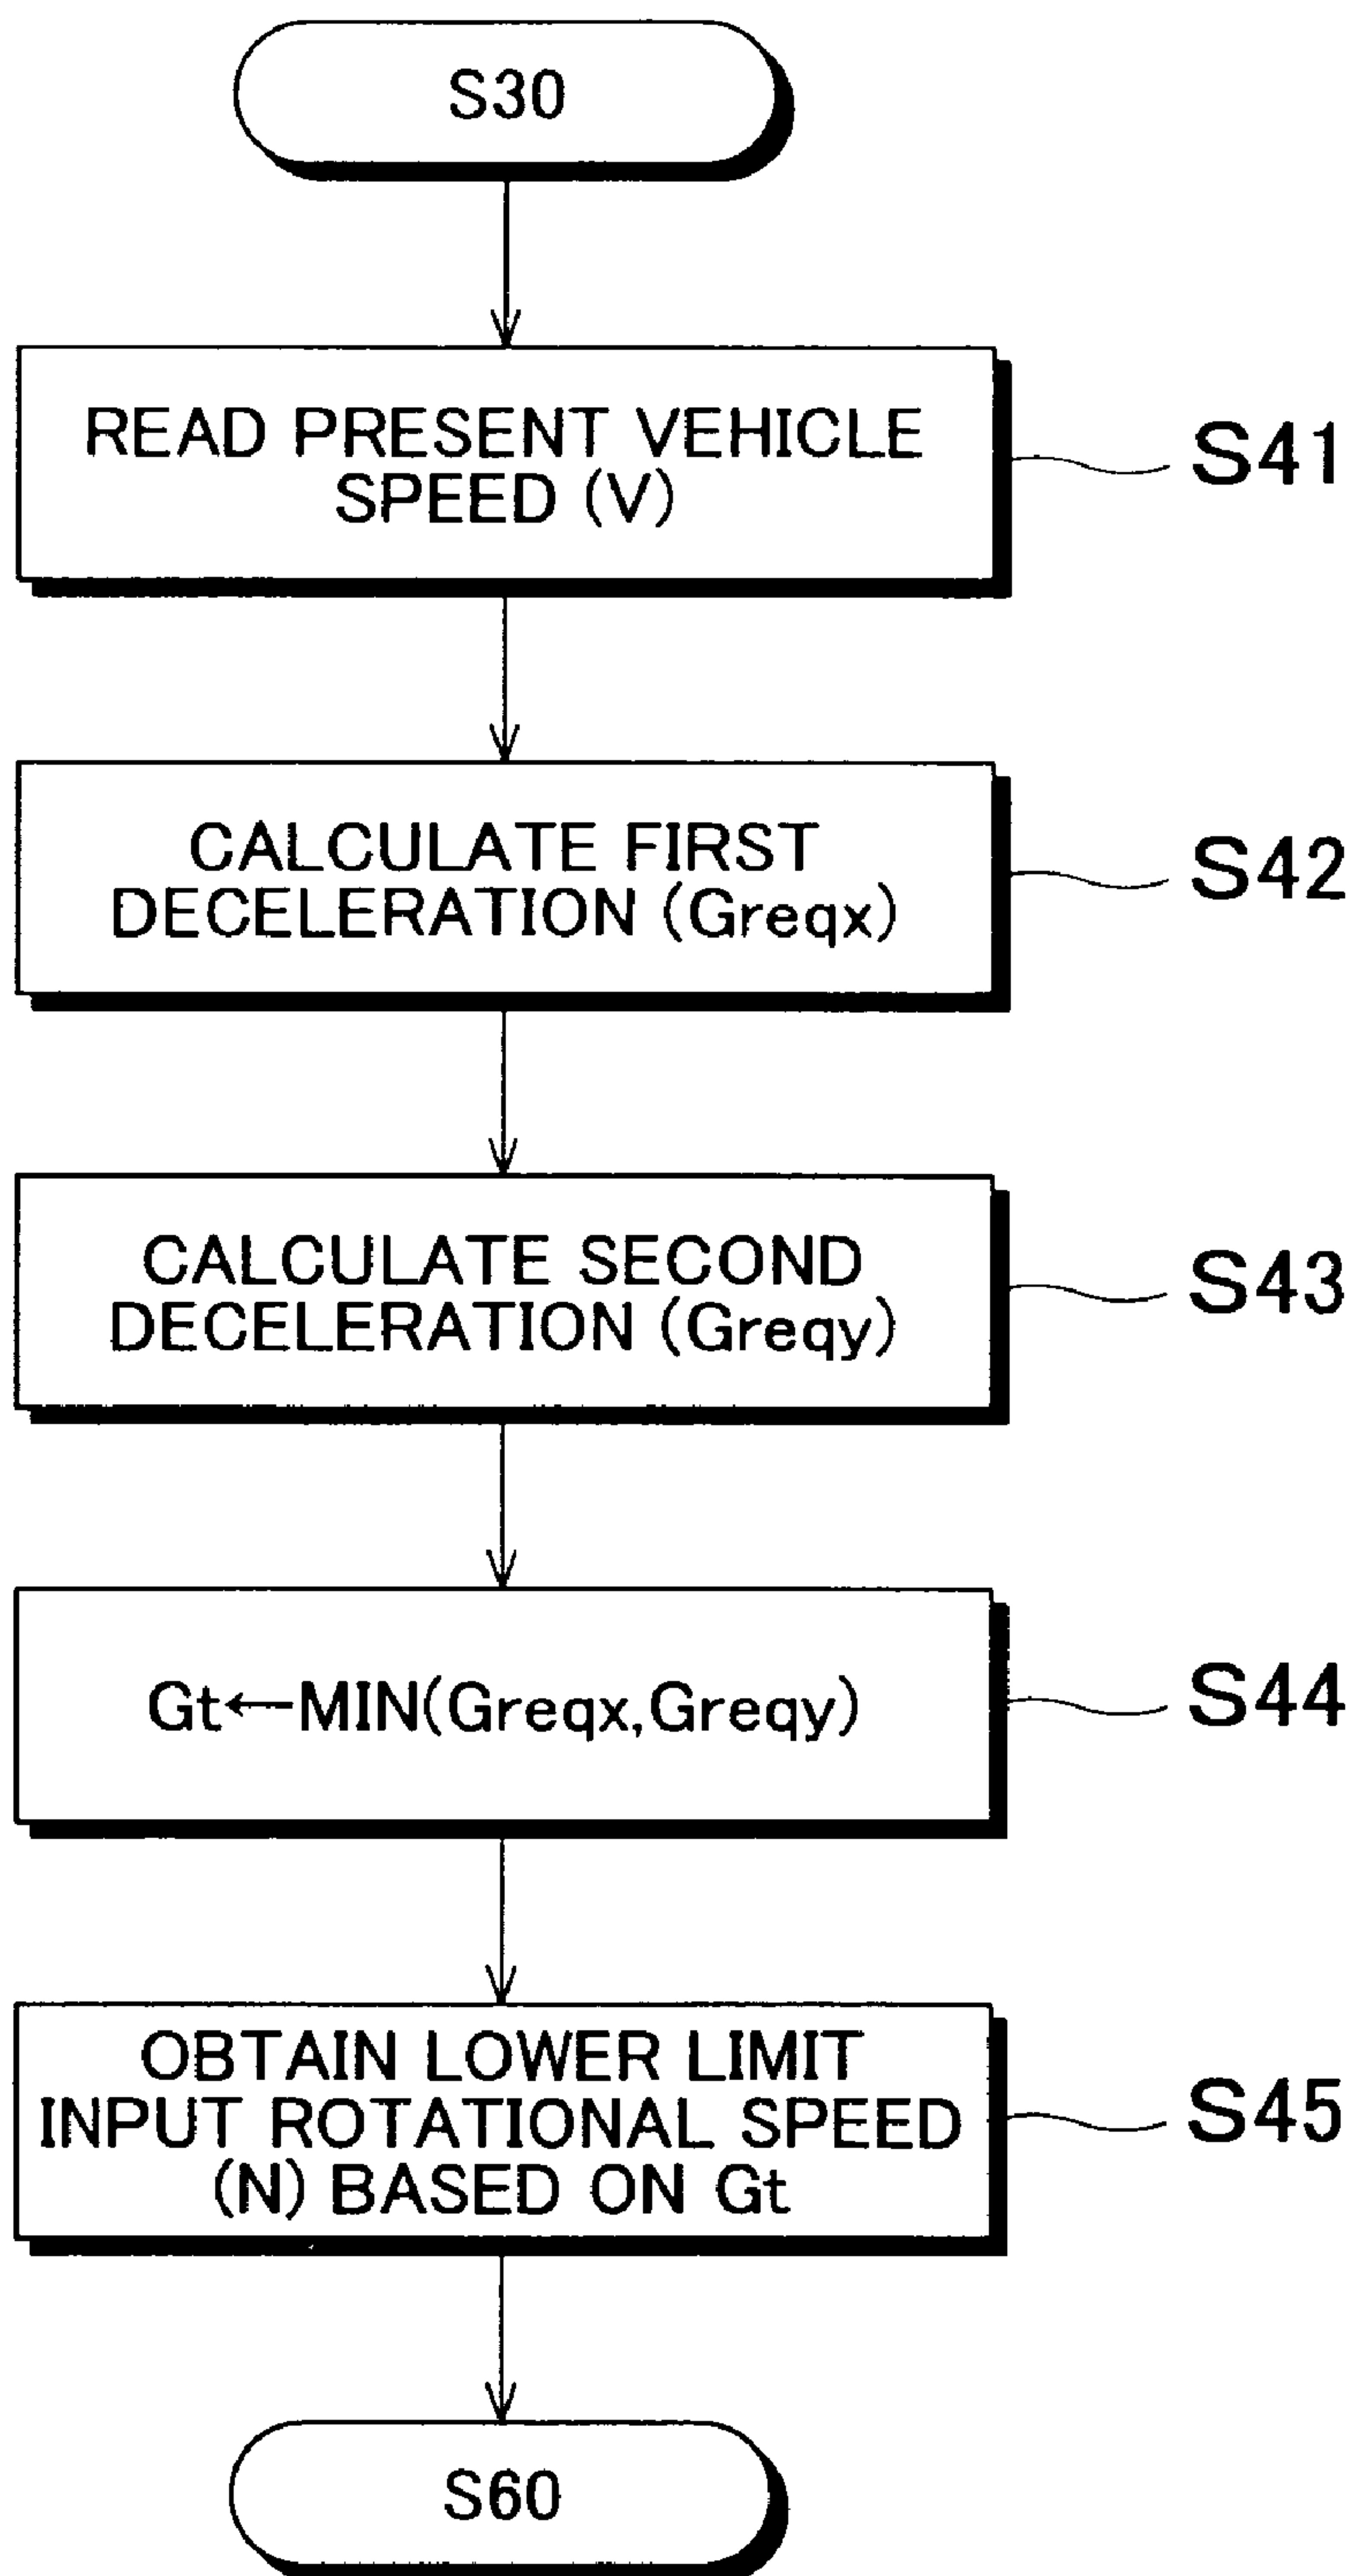 S30
READ PRESENT VEHICLE
SPEED (V)
S41
CALCULATE FIRST
DECELERATION (Greqx)
S42
CALCULATE SECOND
DECELERATION (Greqy)
S43
Gt←MIN(Greqx,Greqy)
S44
OBTAIN LOWER LIMIT
INPUT ROTATIONAL SPEED
(N) BASED ON Gt
S45
S60